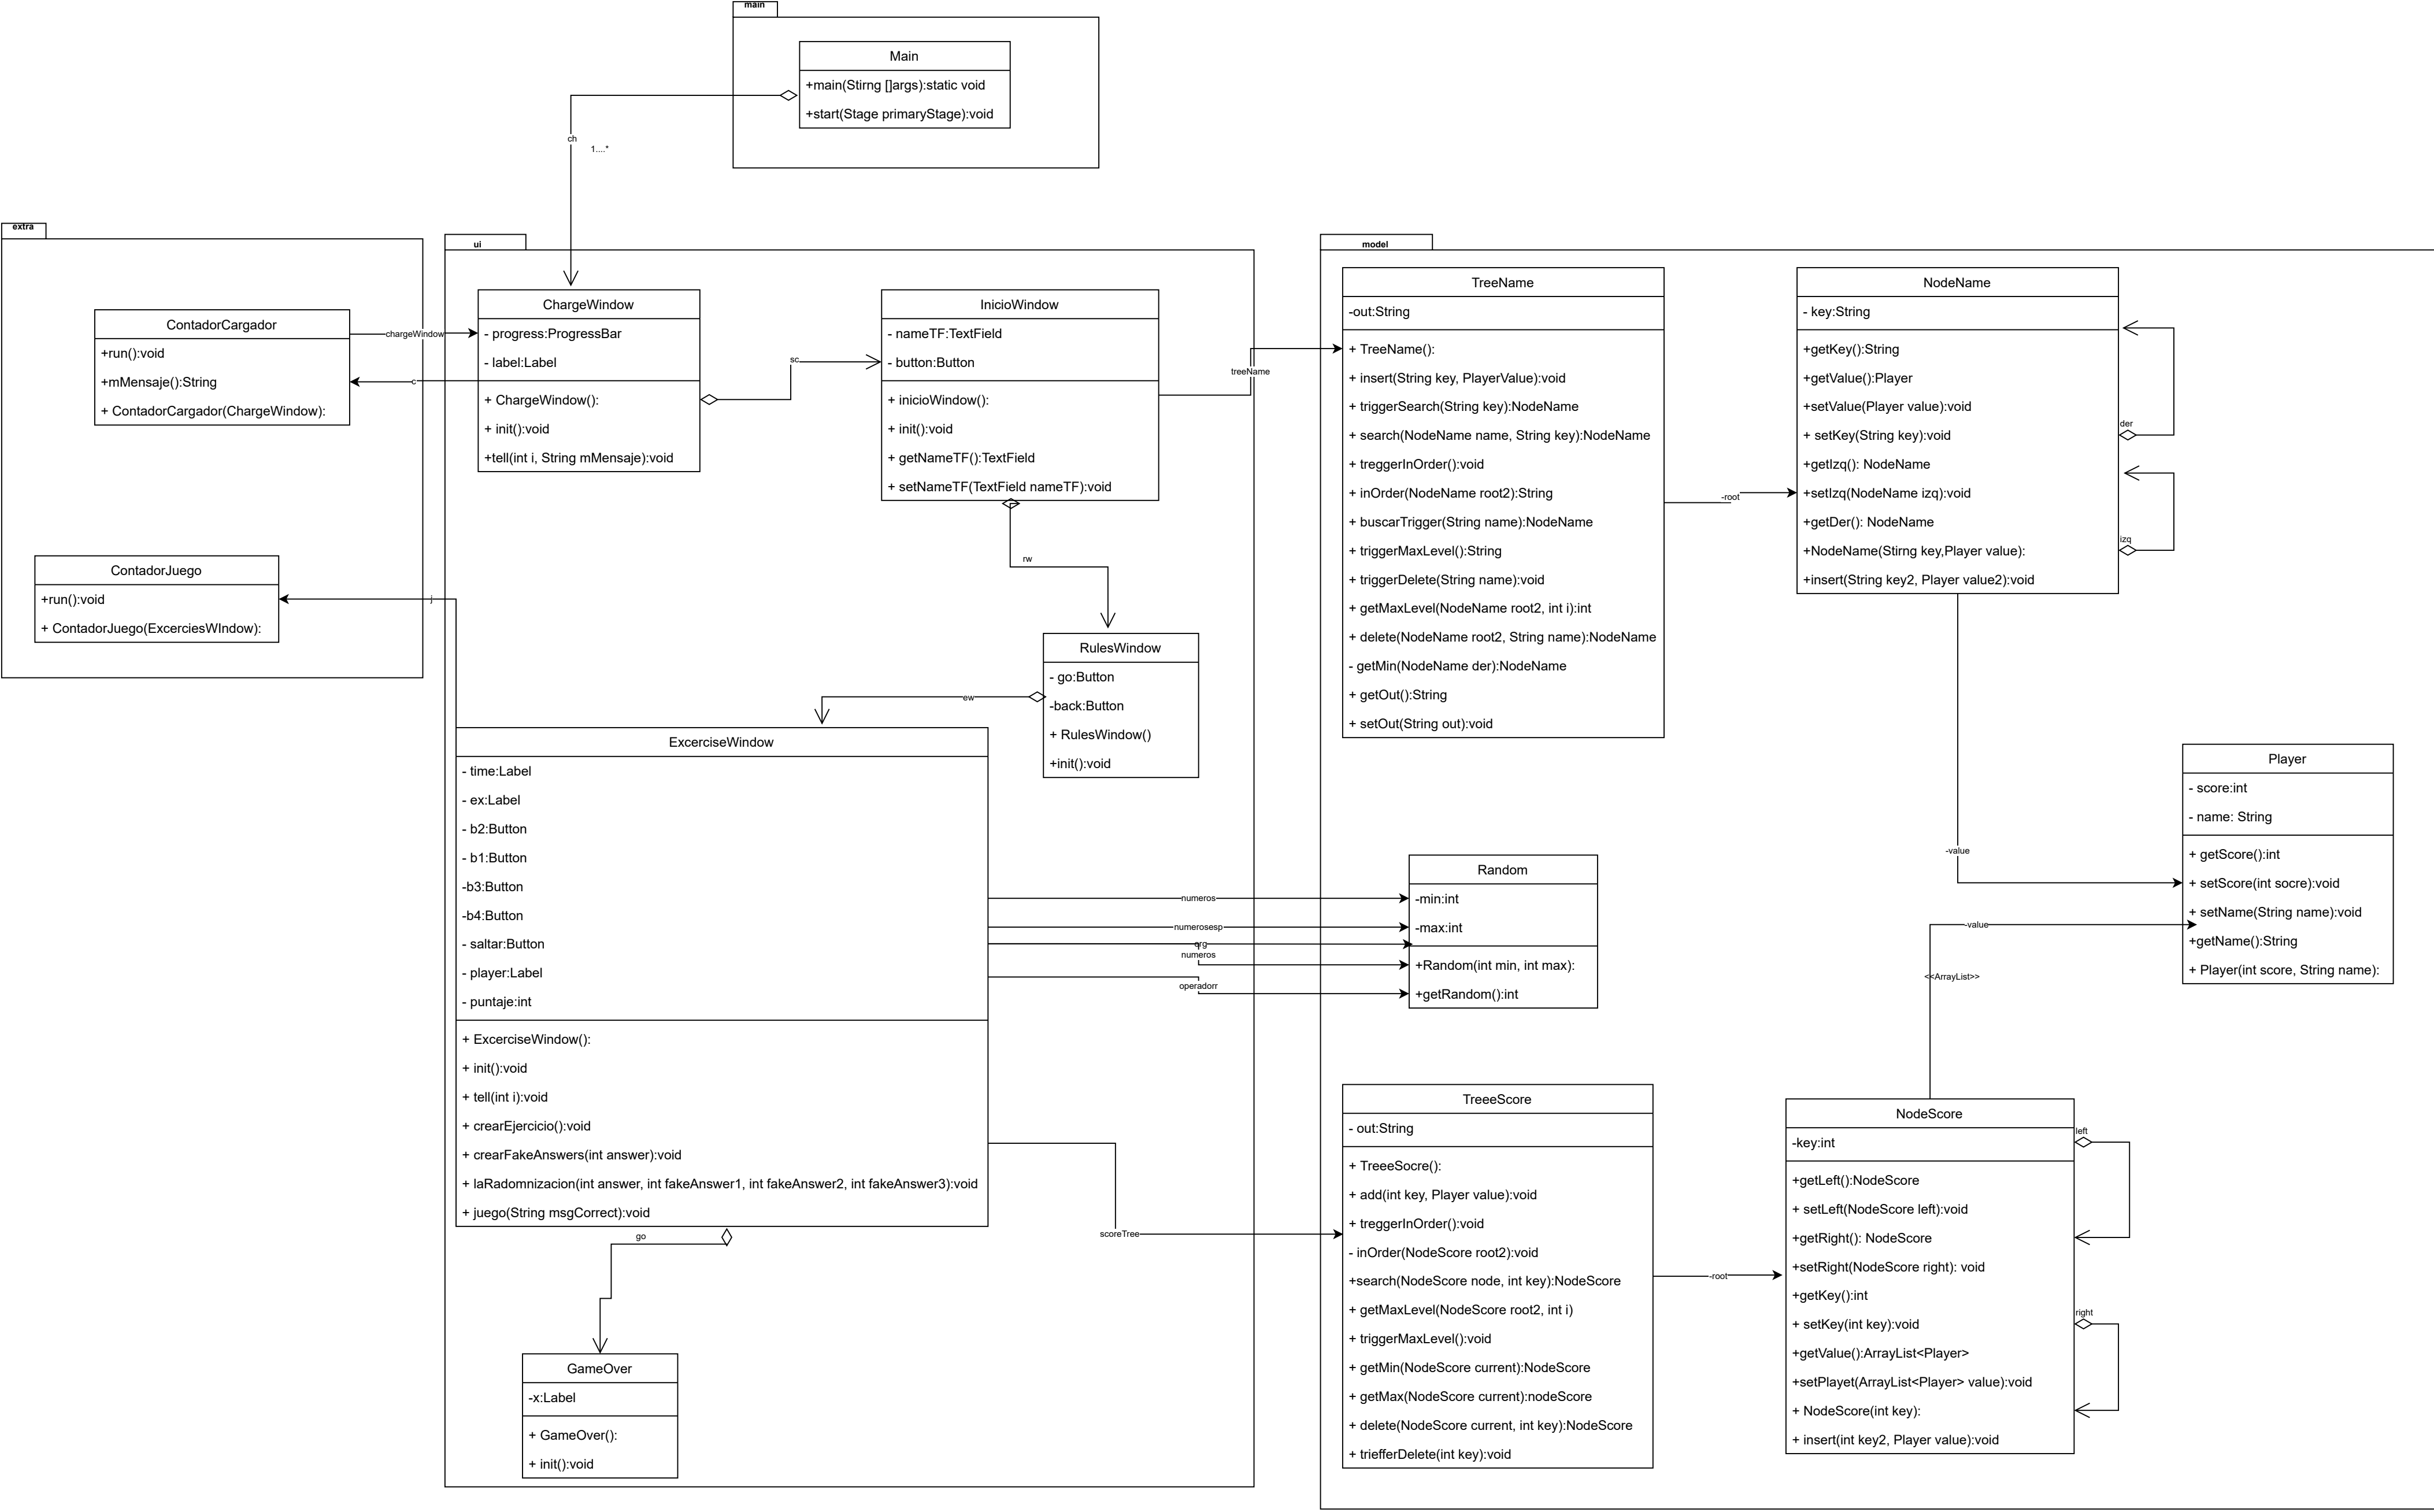 main
Main
+main(Stirng []args):static void
+start(Stage primaryStage):void
ch
1....*
extra
ContadorCargador
+run():void
+mMensaje():String
+ ContadorCargador(ChargeWindow):
chargeWindow
c
ContadorJuego
+run():void
+ ContadorJuego(ExcerciesWIndow):
j
ui
ChargeWindow
- progress:ProgressBar
- label:Label
+ ChargeWindow():
+ init():void
+tell(int i, String mMensaje):void
sc
InicioWindow
- nameTF:TextField
- button:Button
+ inicioWindow():
+ init():void
+ getNameTF():TextField
+ setNameTF(TextField nameTF):void
treeName
rw
RulesWindow
- go:Button
-back:Button
+ RulesWindow()
+init():void
ew
ExcerciseWindow
- time:Label
- ex:Label
- b2:Button
- b1:Button
-b3:Button
-b4:Button
- saltar:Button
- player:Label
- puntaje:int
+ ExcerciseWindow():
+ init():void
+ tell(int i):void
+ crearEjercicio():void
+ crearFakeAnswers(int answer):void
+ laRadomnizacion(int answer, int fakeAnswer1, int fakeAnswer2, int fakeAnswer3):void
+ juego(String msgCorrect):void
go
GameOver
-x:Label
+ GameOver():
+ init():void
numeros
numerosesp
org
numeros
operadorr
scoreTree
model
TreeName
-out:String
+ TreeName():
+ insert(String key, PlayerValue):void
+ triggerSearch(String key):NodeName
+ search(NodeName name, String key):NodeName
+ treggerInOrder():void
+ inOrder(NodeName root2):String
+ buscarTrigger(String name):NodeName
+ triggerMaxLevel():String
+ triggerDelete(String name):void
+ getMaxLevel(NodeName root2, int i):int
+ delete(NodeName root2, String name):NodeName
- getMin(NodeName der):NodeName
+ getOut():String
+ setOut(String out):void
-root
NodeName
- key:String
+getKey():String
+getValue():Player
+setValue(Player value):void
+ setKey(String key):void
+getIzq(): NodeName
+setIzq(NodeName izq):void
+getDer(): NodeName
+NodeName(Stirng key,Player value):
+insert(String key2, Player value2):void
der
izq
-value
Player
- score:int
- name: String
+ getScore():int
+ setScore(int socre):void
+ setName(String name):void
+getName():String
+ Player(int score, String name):
-value
<<ArrayList>>
Random
-min:int
-max:int
+Random(int min, int max):
+getRandom():int
TreeeScore
- out:String
+ TreeeSocre():
+ add(int key, Player value):void
+ treggerInOrder():void
- inOrder(NodeScore root2):void
+search(NodeScore node, int key):NodeScore
+ getMaxLevel(NodeScore root2, int i)
+ triggerMaxLevel():void
+ getMin(NodeScore current):NodeScore
+ getMax(NodeScore current):nodeScore
+ delete(NodeScore current, int key):NodeScore
+ triefferDelete(int key):void
-root
NodeScore
-key:int
+getLeft():NodeScore
+ setLeft(NodeScore left):void
+getRight(): NodeScore
+setRight(NodeScore right): void
+getKey():int
+ setKey(int key):void
+getValue():ArrayList<Player>
+setPlayet(ArrayList<Player> value):void
+ NodeScore(int key):
+ insert(int key2, Player value):void
left
right